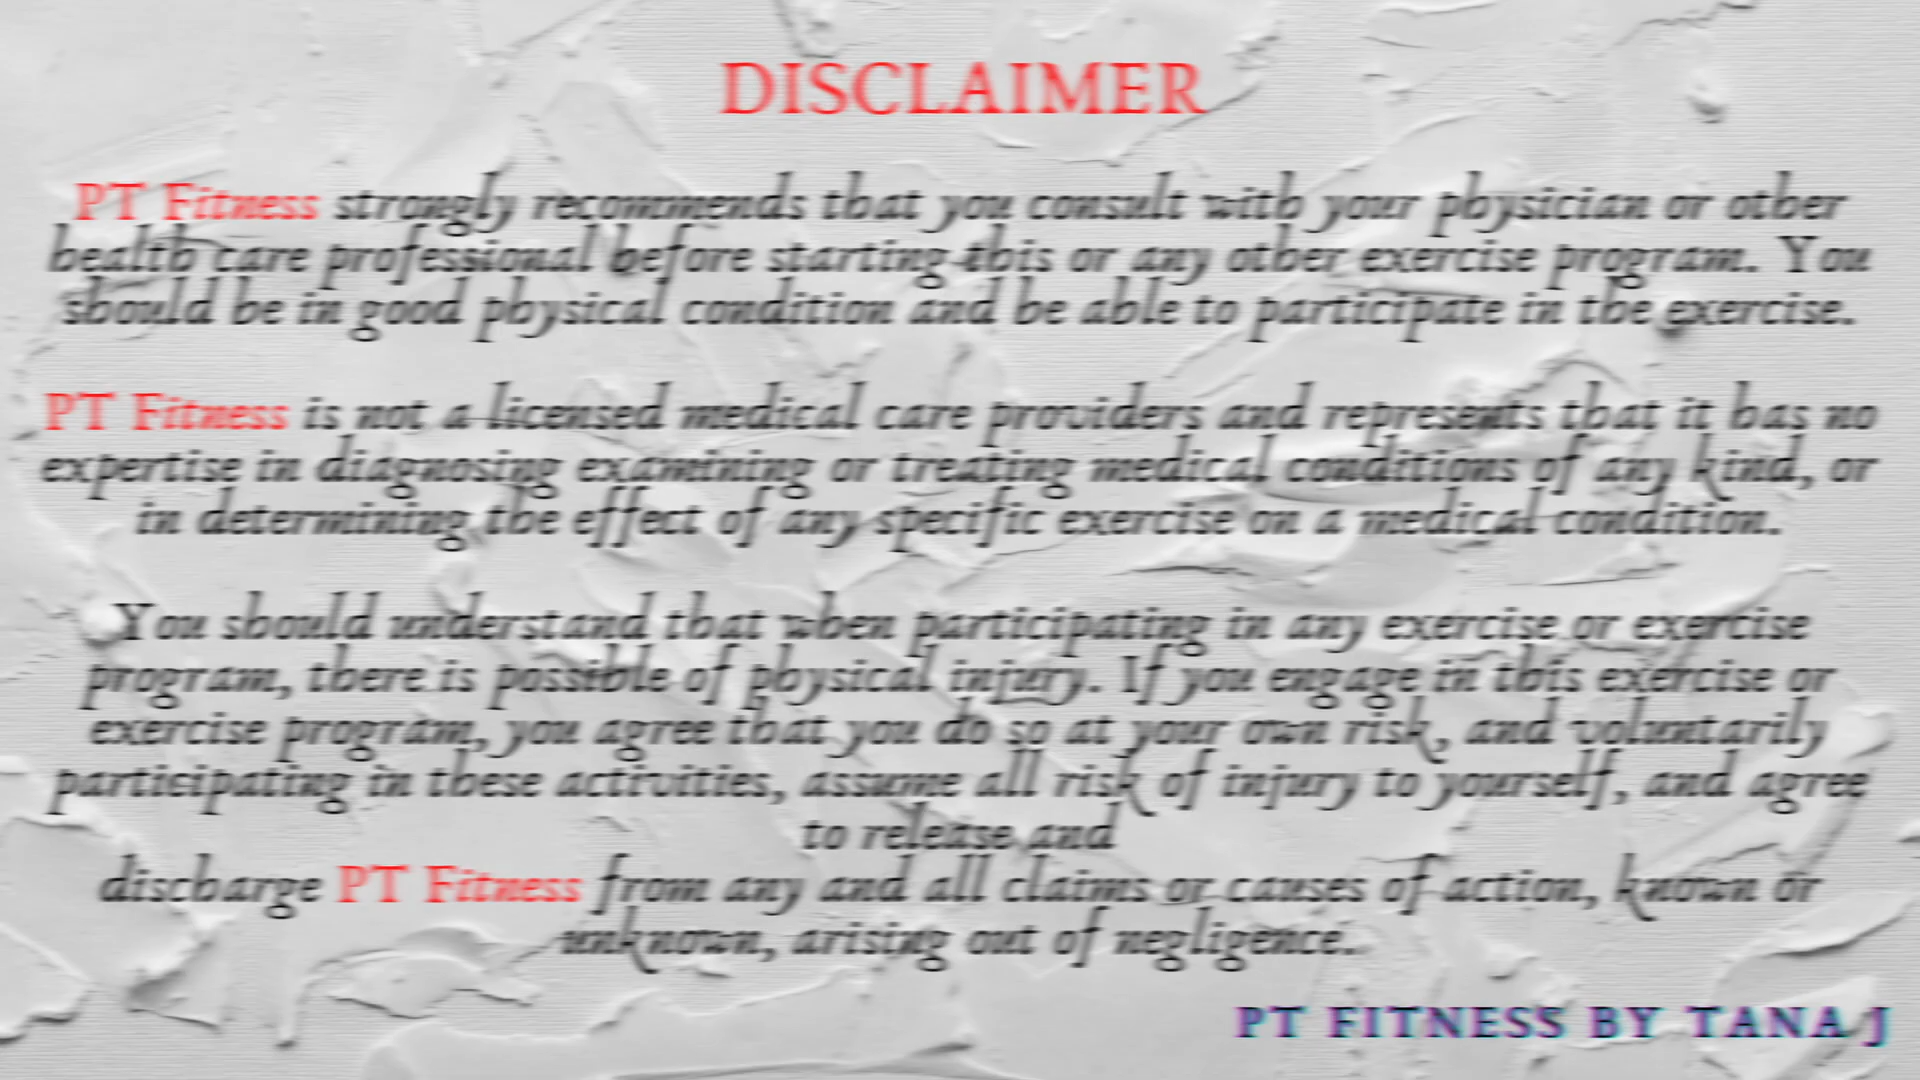 DISCLAIMER
PT Fitness strongly recommends that you consult with your physician or other
health care professional before starting this or any other exercise program. You
should be in good physical condition and be able to participate in the exercise.
PT Fitness is not a licensed medical care providers and represents that it has no
expertise in diagnosing examining or treating medical conditions of any kind, or
in determining the effect of any specific exercise on a medical condition.
You should understand that when participating in any exercise or exercise
program, there is possible of physical injury. If you engage in this exercise or
exercise program, you agree that you do so at your own risk, and voluntarily
participating in these activities, assume all risk of injury to yourself, and agree
to release and
discharge PT Fitness from any and all claims or causes of action, known or
unknown, arising out of negligence.
PT FITNESS BY TANA J